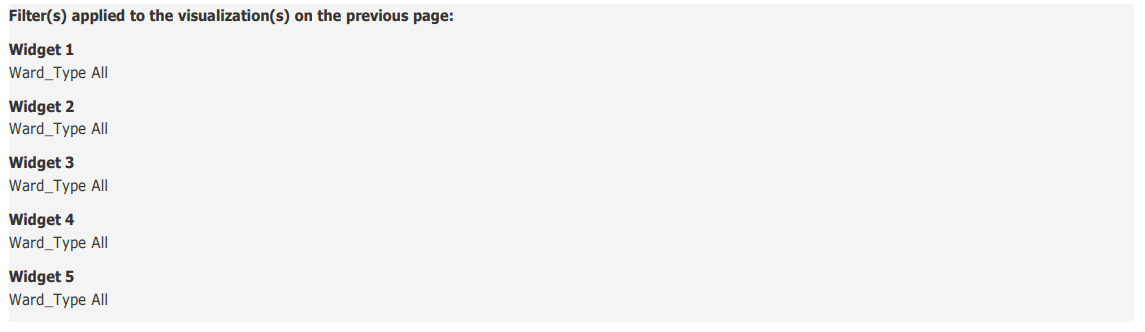 Filter(s) applied to the visualization(s) on the previous page:
Widget 1
Ward_Type All
Widget 2
Ward_Type All
Widget 3
Ward_Type All
Widget 4
Ward_Type All
Widget 5
Ward_Type All